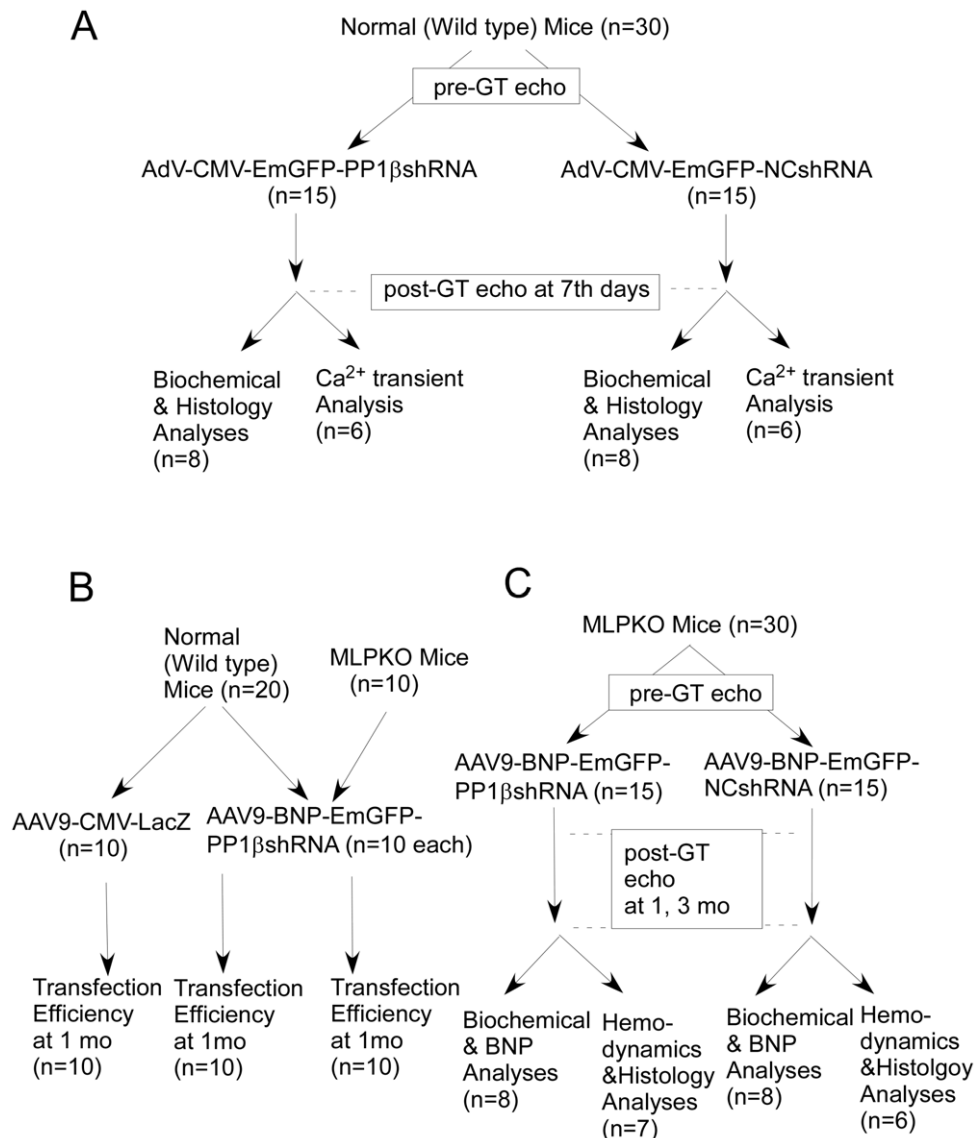 A
Normal (Wild type) Mice (n=30)
pre-GT echo
AdV-CMV-EmGFP-PP1βshRNA
(n=15)
AdV-CMV-EmGFP-NCshRNA
(n=15)
post-GT echo at 7th days
Biochemical
& Histology
Analyses
(n=8)
Ca²⁺ transient
Analysis
(n=6)
Biochemical
& Histology
Analyses
(n=8)
Ca²⁺ transient
Analysis
(n=6)
B
Normal
(Wild type)
Mice (n=20)
MLPKO Mice
(n=10)
AAV9-CMV-LacZ
(n=10)
AAV9-BNP-EmGFP-
PP1βshRNA (n=10 each)
Transfection
Efficiency
at 1 mo
(n=10)
Transfection
Efficiency
at 1mo
(n=10)
Transfection
Efficiency
at 1mo
(n=10)
C
MLPKO Mice (n=30)
pre-GT echo
AAV9-BNP-EmGFP-
PP1βshRNA (n=15)
AAV9-BNP-EmGFP-
NCshRNA (n=15)
post-GT
echo
at 1, 3 mo
Biochemical
& BNP
Analyses
(n=8)
Hemo-
dynamics
&Histology
Analyses
(n=7)
Biochemical
& BNP
Analyses
(n=8)
Hemo-
dynamics
&Histolgoy
Analyses
(n=6)